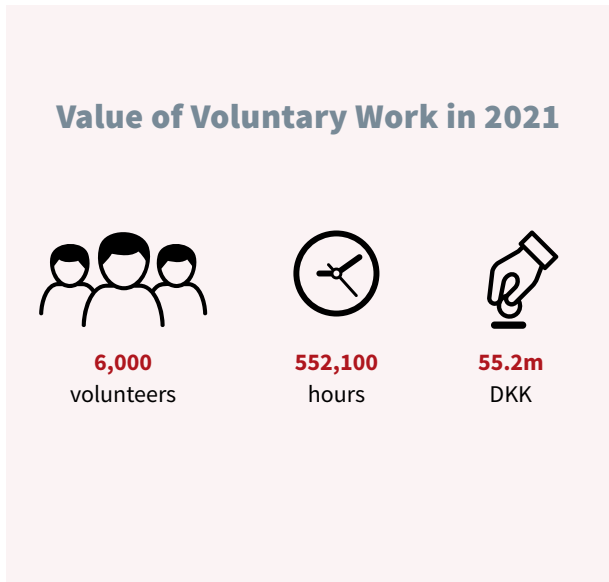 Value of Voluntary Work in 2021
6,000
volunteers
552,100
hours
55.2m
DKK